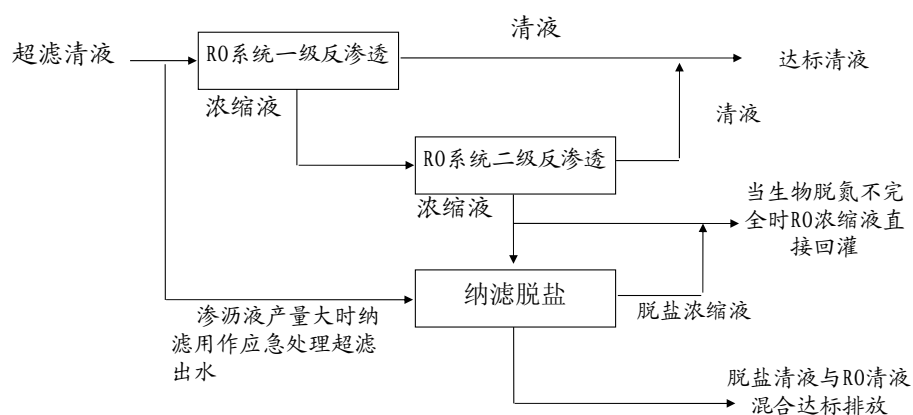 清液
超滤清液
RO系统一级反渗透
达标清液
浓缩液
清液
RO系统二级反渗透
浓缩液
当生物脱氮不完
全时RO浓缩液直
接回灌
纳滤脱盐
脱盐浓缩液
渗沥液产量大时纳
滤用作应急处理超滤
出水
脱盐清液与RO清液
混合达标排放